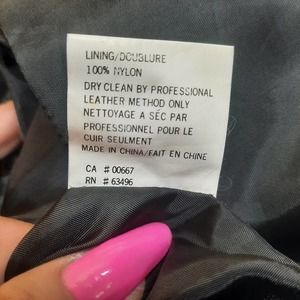 LINING/DOUBLURE
100% NYLON
DRY CLEAN BY PROFESSIONAL
LEATHER METHOD ONLY
NETTOYAGE A SÉC PAR
PROFESSIONNEL POUR LE
CUIR SEULMENT
MADE IN CHINA/FAIT EN CHINE
CA # 00667
RN # 63496